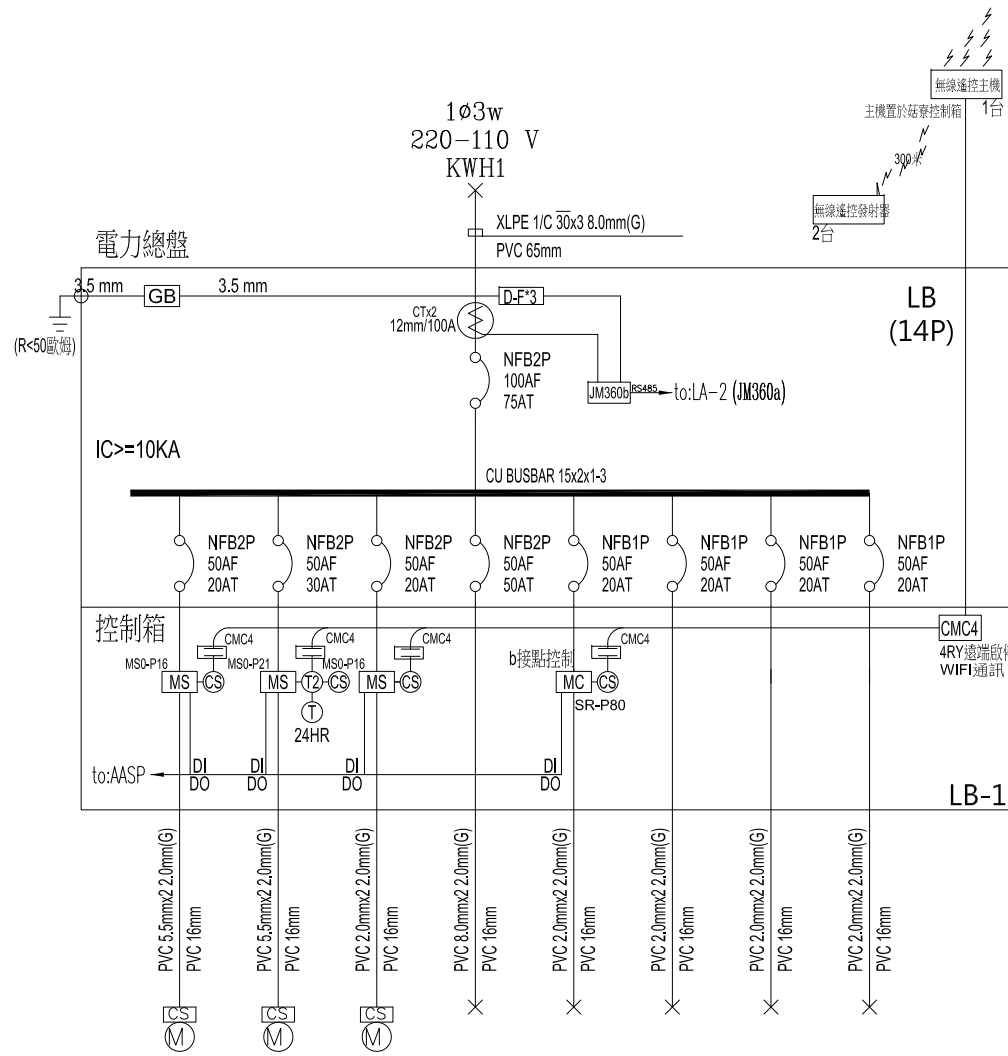 無線遙控主機
1台
主機置於菇寮控制箱
300米
無線遙控發射器
2台
1ø3w
220-110 V
KWH1
XLPE 1/C 30x3 8.0mm(G)
PVC 65mm
電力總盤
3.5 mm
GB
3.5 mm
D-F*3
LB
(14P)
CTx2
12mm/100A
(R<50歐姆)
NFB2P
100AF
75AT
JM360b
RS485
to:LA-2 (JM360a)
IC>=10KA
CU BUSBAR 15x2x1-3
NFB2P
50AF
20AT
NFB2P
50AF
30AT
NFB2P
50AF
20AT
NFB2P
50AF
50AT
NFB1P
50AF
20AT
NFB1P
50AF
20AT
NFB1P
50AF
20AT
NFB1P
50AF
20AT
控制箱
CMC4
CMC4
CMC4
CMC4
CMC4
4RY遠端啟
WIFI通訊
MS0-P16
MS0-P21
MS0-P16
b接點控制
MS
CS
MS
T2
CS
MS
CS
MC
CS
SR-P80
T
24HR
to:AASP
DI
DO
DI
DO
DI
DO
DI
DO
LB-1
PVC 5.5mmx2 2.0mm(G)
PVC 16mm
PVC 5.5mmx2 2.0mm(G)
PVC 16mm
PVC 2.0mmx2 2.0mm(G)
PVC 16mm
PVC 8.0mmx2 2.0mm(G)
PVC 16mm
PVC 2.0mmx2 2.0mm(G)
PVC 16mm
PVC 2.0mmx2 2.0mm(G)
PVC 16mm
PVC 2.0mmx2 2.0mm(G)
PVC 16mm
CS
M
CS
M
CS
M